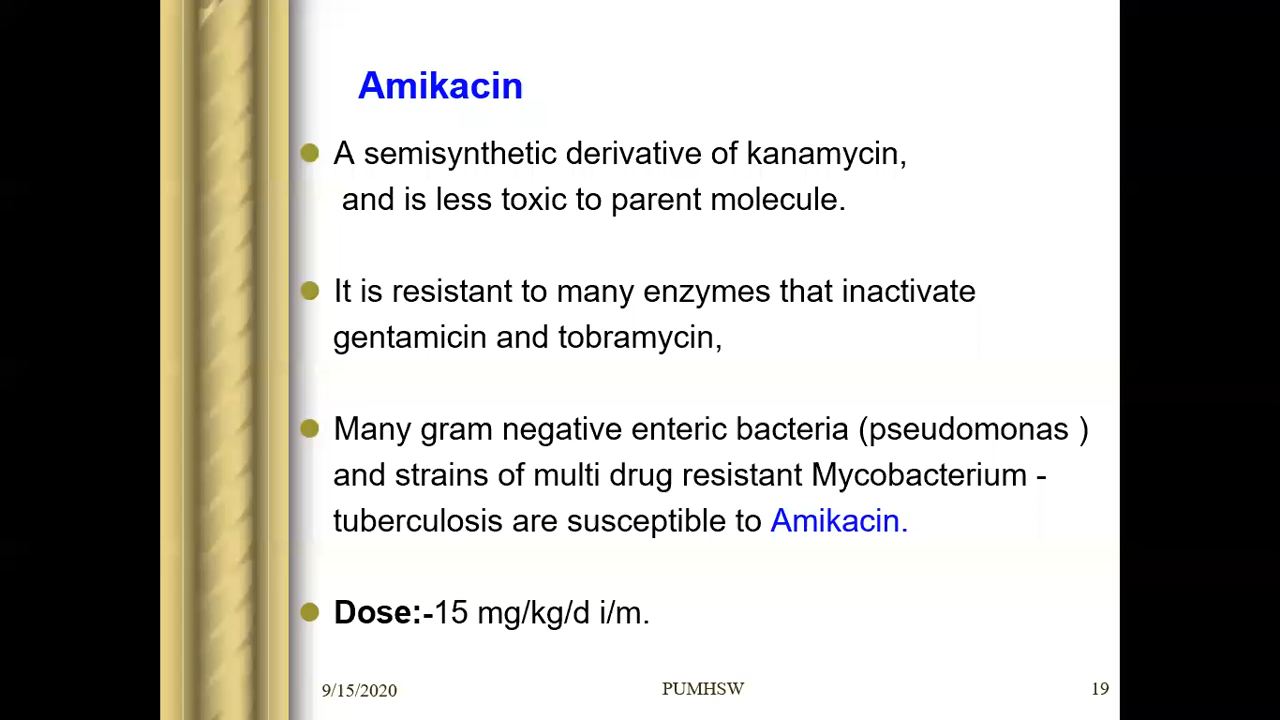 Amikacin
A semisynthetic derivative of kanamycin,
and is less toxic to parent molecule.
It is resistant to many enzymes that inactivate
gentamicin and tobramycin,
Many gram negative enteric bacteria (pseudomonas )
and strains of multi drug resistant Mycobacterium -
tuberculosis are susceptible to Amikacin.
Dose:-15 mg/kg/d i/m.
9/15/2020 PUMHSW 19